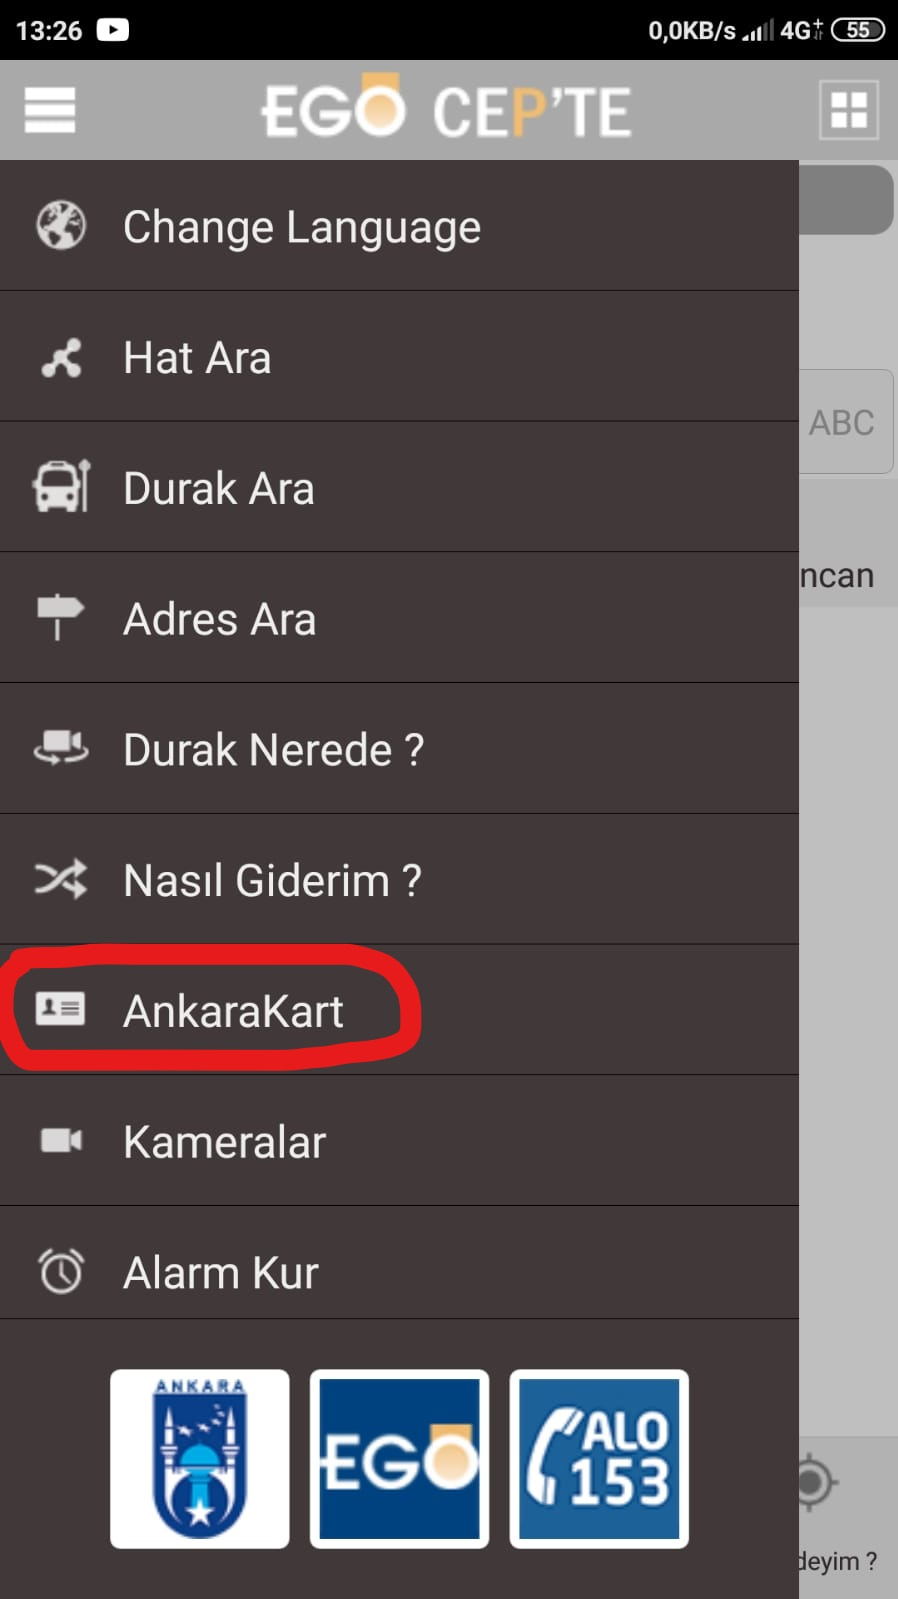 13:26 0,0KB/s 4G+ 55
EGO CEP'TE
Change Language
Hat Ara
ABC
Durak Ara
ncan
Adres Ara
Durak Nerede ?
Nasıl Giderim ?
AnkaraKart
Kameralar
Alarm Kur
ANKARA
EGO
ALO
153
deyim ?